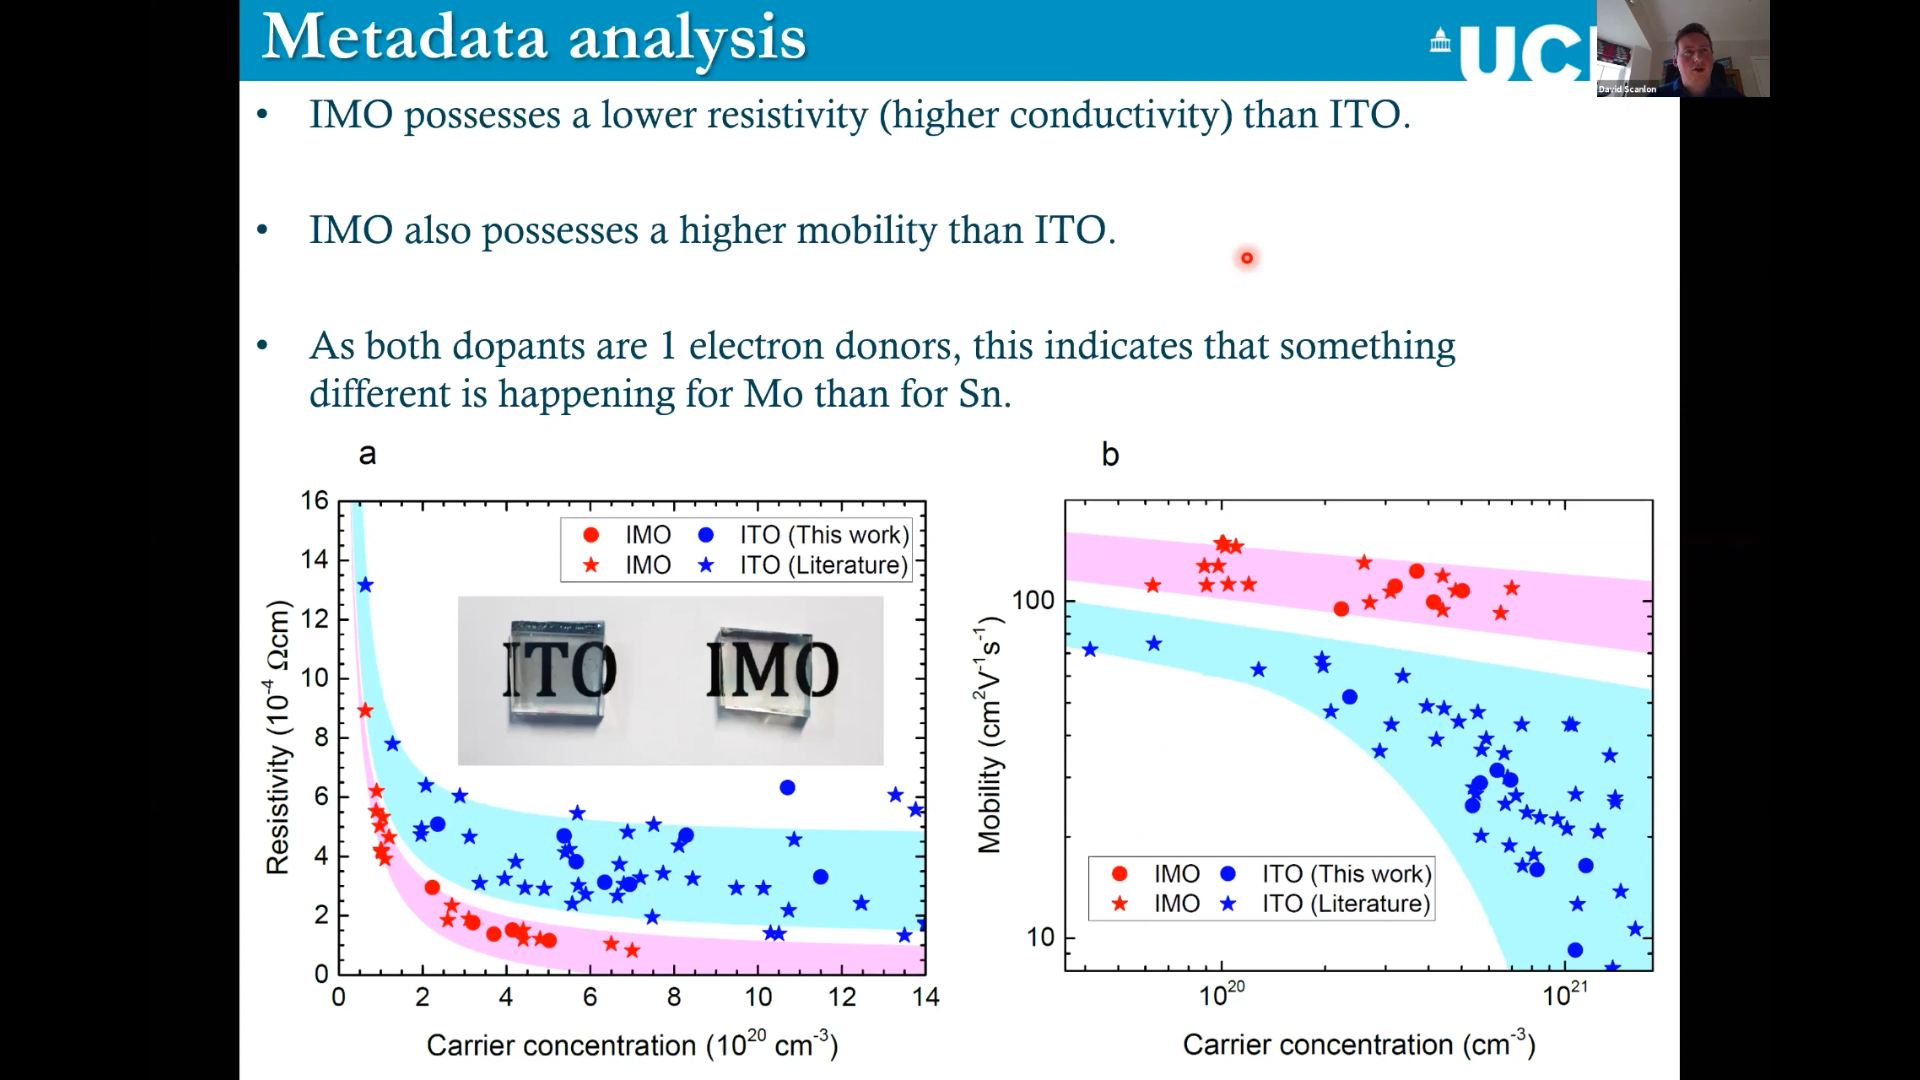 Metadata analysis
UC
David Scanlon
• IMO possesses a lower resistivity (higher conductivity) than ITO.
• IMO also possesses a higher mobility than ITO.
• As both dopants are 1 electron donors, this indicates that something
different is happening for Mo than for Sn.
a
16
14
12
10
8
6
4
2
0
0 2 4 6 8 10 12 14
Resistivity (10⁻⁴ Ωcm)
Carrier concentration (10²⁰ cm⁻³)
IMO ITO (This work)
IMO ITO (Literature)
ITO IMO
b
100
10
10²⁰ 10²¹
Mobility (cm²V⁻¹s⁻¹)
Carrier concentration (cm⁻³)
IMO ITO (This work)
IMO ITO (Literature)